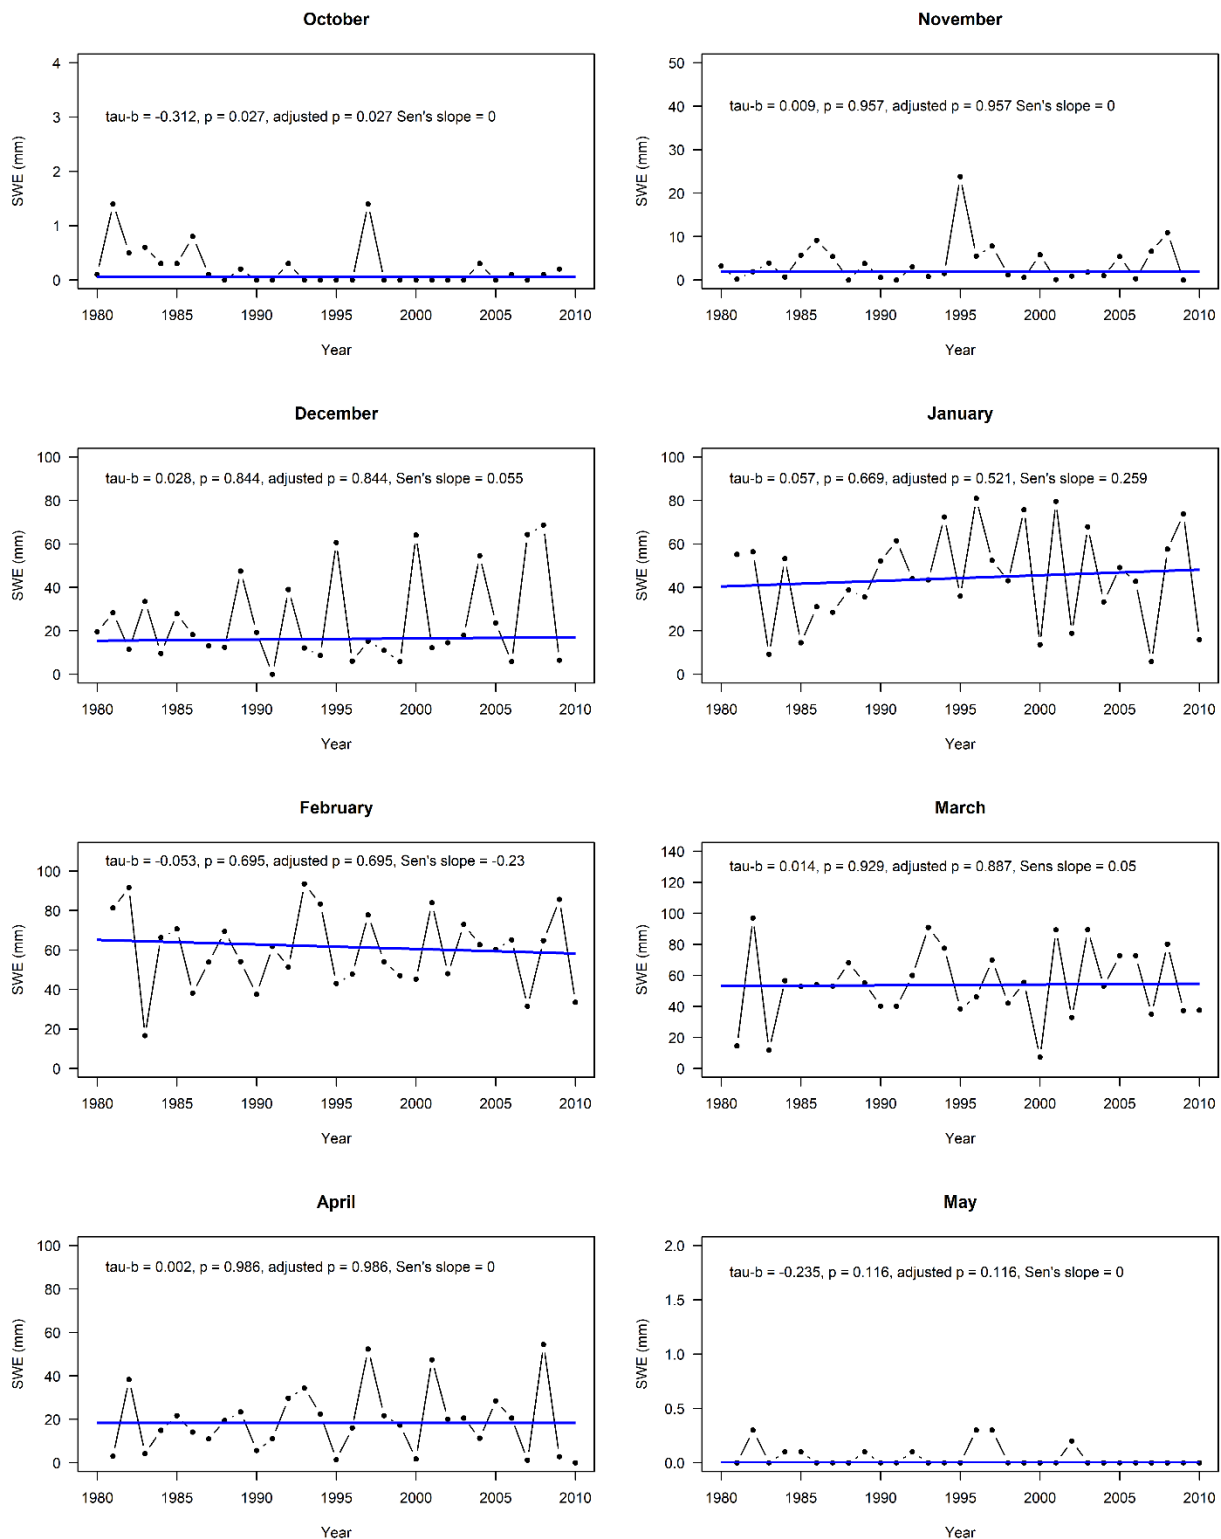 October
4
3
2
1
0
SWE (mm)
tau-b = -0.312, p = 0.027, adjusted p = 0.027 Sen's slope = 0
1980 1985 1990 1995 2000 2005 2010
Year
November
50
40
30
20
10
0
SWE (mm)
tau-b = 0.009, p = 0.957, adjusted p = 0.957 Sen's slope = 0
1980 1985 1990 1995 2000 2005 2010
Year
December
100
80
60
40
20
0
SWE (mm)
tau-b = 0.028, p = 0.844, adjusted p = 0.844, Sen's slope = 0.055
1980 1985 1990 1995 2000 2005 2010
Year
January
100
80
60
40
20
0
SWE (mm)
tau-b = 0.057, p = 0.669, adjusted p = 0.521, Sen's slope = 0.259
1980 1985 1990 1995 2000 2005 2010
Year
February
100
80
60
40
20
0
SWE (mm)
tau-b = -0.053, p = 0.695, adjusted p = 0.695, Sen's slope = -0.23
1980 1985 1990 1995 2000 2005 2010
Year
March
140
120
100
80
60
40
20
0
SWE (mm)
tau-b = 0.014, p = 0.929, adjusted p = 0.887, Sens slope = 0.05
1980 1985 1990 1995 2000 2005 2010
Year
April
100
80
60
40
20
0
SWE (mm)
tau-b = 0.002, p = 0.986, adjusted p = 0.986, Sen's slope = 0
1980 1985 1990 1995 2000 2005 2010
Year
May
2.0
1.5
1.0
0.5
0.0
SWE (mm)
tau-b = -0.235, p = 0.116, adjusted p = 0.116, Sen's slope = 0
1980 1985 1990 1995 2000 2005 2010
Year